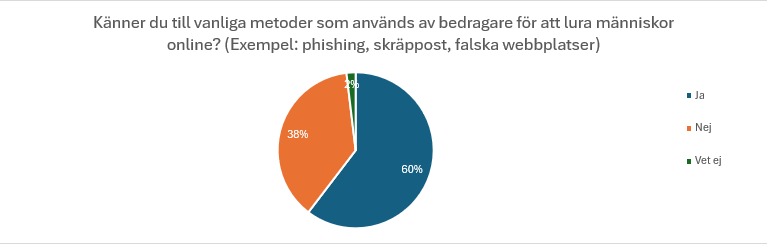 Känner du till vanliga metoder som används av bedragare för att lura människor
online? (Exempel: phishing, skräppost, falska webbplatser)
2%
38%
60%
Ja
Nej
Vet ej